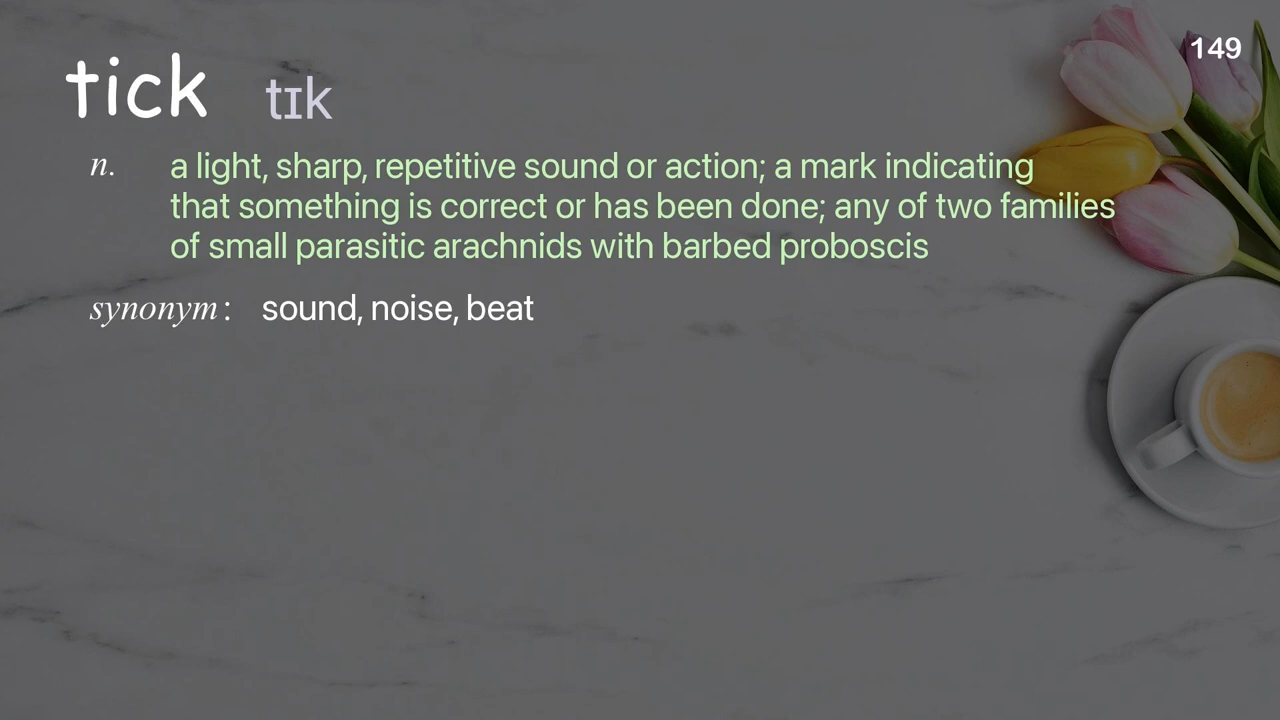 149
tick tɪk
n. a light, sharp, repetitive sound or action; a mark indicating
that something is correct or has been done; any of two families
of small parasitic arachnids with barbed proboscis
synonym: sound, noise, beat